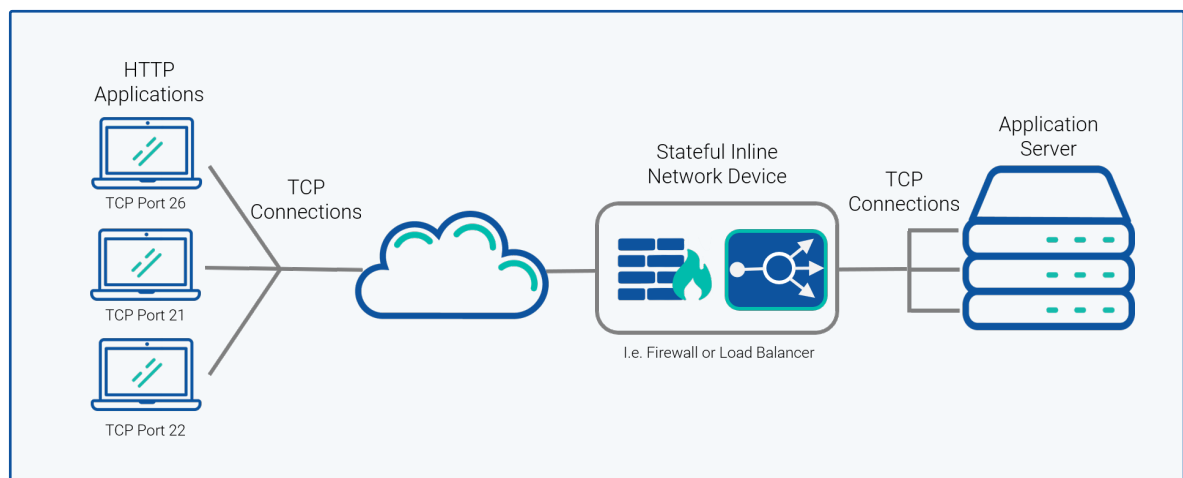 HTTP
Applications
TCP Port 26
TCP Port 21
TCP Port 22
TCP
Connections
Stateful Inline
Network Device
I.e. Firewall or Load Balancer
TCP
Connections
Application
Server